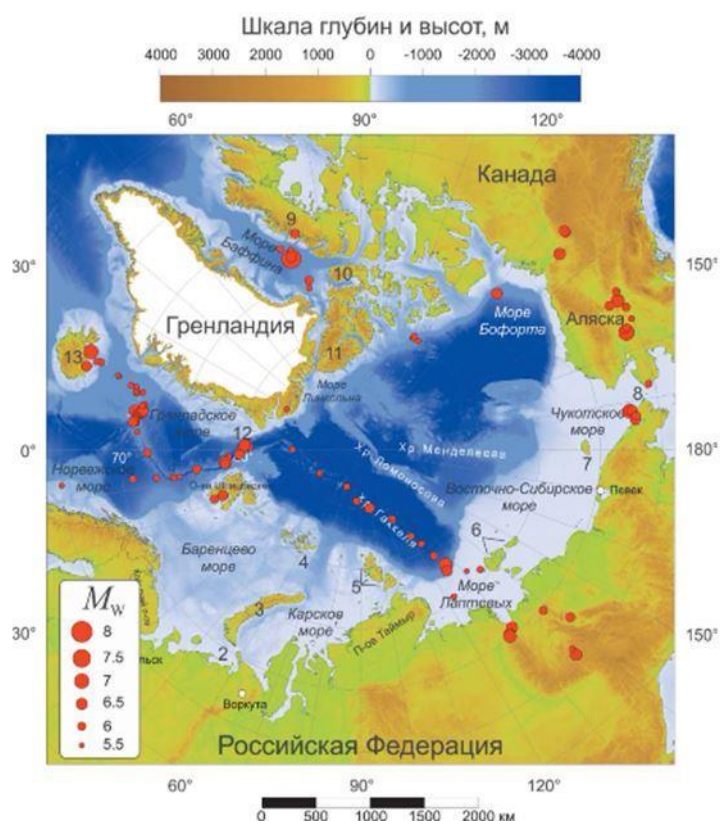 Шкала глубин и высот, м
4000 3000 2000 1000 0 -1000 -2000 -3000 -4000
60° 90° 120°
Канада
9
Море
Баффина
10
30°
150°
Гренландия
Море
Бофорта
Аляска
13
11
Море
Линкольна
8
Чукотское
море
Гренладское
море
12
7
0°
180°
70°
Хр Менделеева
Норвежское
море
Хр Ломоносова
Восточно-Сибирское
море
Певек
Хр Гаккеля
6
Баренцево
море
4
5
Море
Лаптевых
3
Карское
море
П-ов Таймыр
Mw
8
7.5
7
6.5
6
5.5
30°
150°
2
Воркута
Российская Федерация
60° 90° 120°
0 500 1000 1500 2000 км